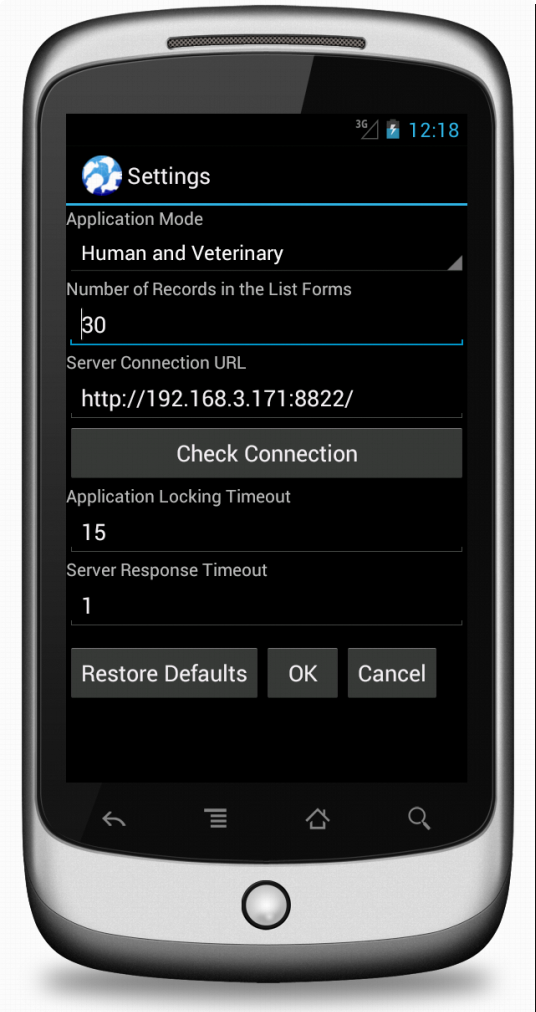 3G 12:18
Settings
Application Mode
Human and Veterinary
Number of Records in the List Forms
30
Server Connection URL
http://192.168.3.171:8822/
Check Connection
Application Locking Timeout
15
Server Response Timeout
1
Restore Defaults OK Cancel